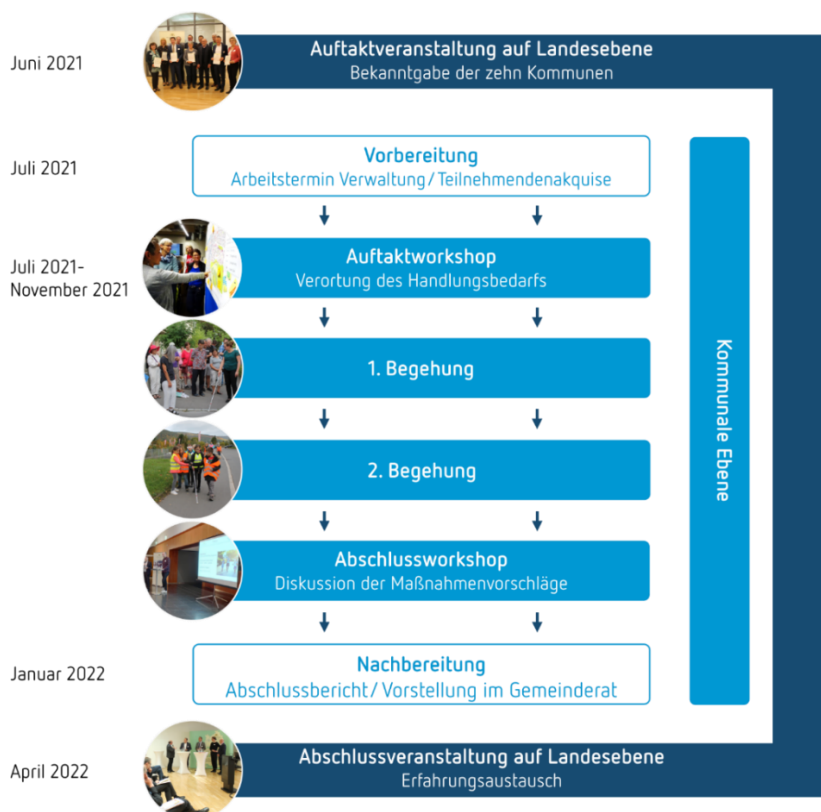 Juni 2021
Auftaktveranstaltung auf Landesebene
Bekanntgabe der zehn Kommunen
Juli 2021
Vorbereitung
Arbeitstermin Verwaltung / Teilnehmendenakquise
Juli 2021-
November 2021
Auftaktworkshop
Verortung des Handlungsbedarfs
1. Begehung
2. Begehung
Abschlussworkshop
Diskussion der Maßnahmenvorschläge
Januar 2022
Nachbereitung
Abschlussbericht / Vorstellung im Gemeinderat
Kommunale Ebene
April 2022
Abschlussveranstaltung auf Landesebene
Erfahrungsaustausch